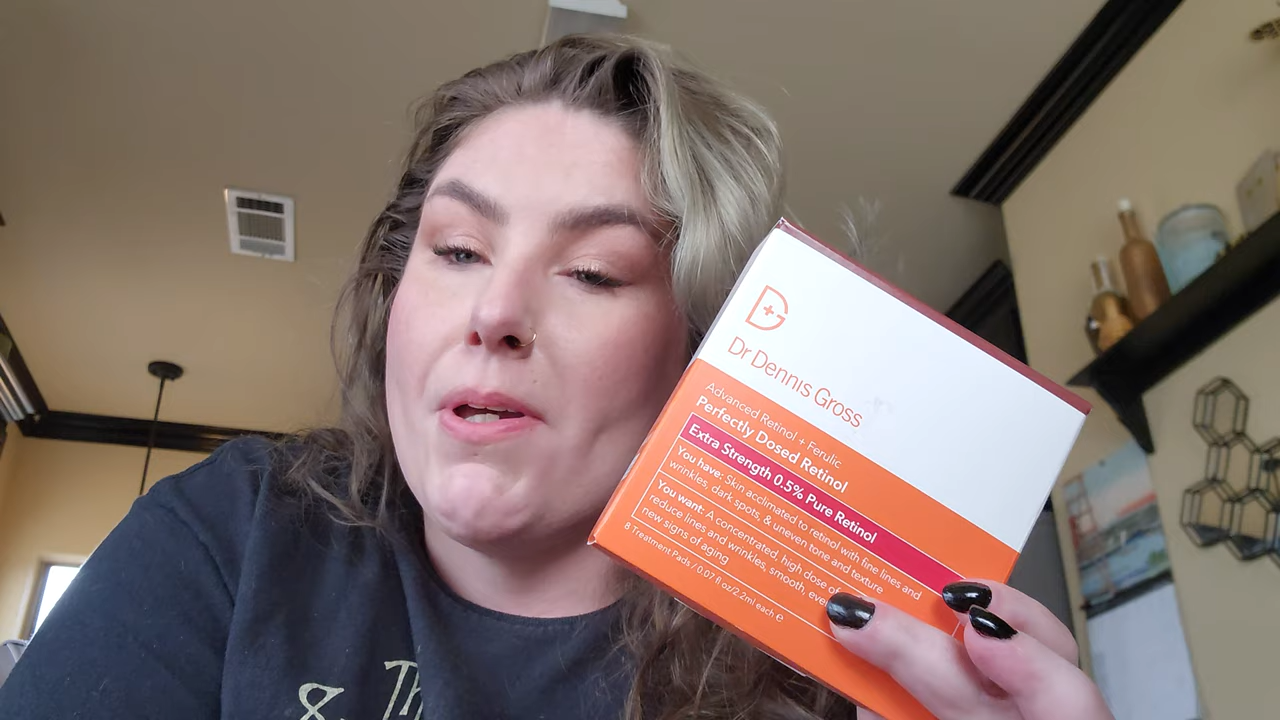 Dr Dennis Gross
Advanced Retinol + Ferulic
Perfectly Dosed Retinol
Extra Strength 0.5% Pure Retinol
You have: Skin acclimated to retinol with fine lines and
wrinkles, dark spots, & uneven tone and texture
You want: A concentrated, high dose of
reduce lines and wrinkles, smooth, eve
new signs of aging
8 Treatment Pads / 0.07 fl oz/2.2ml each e
&
Th